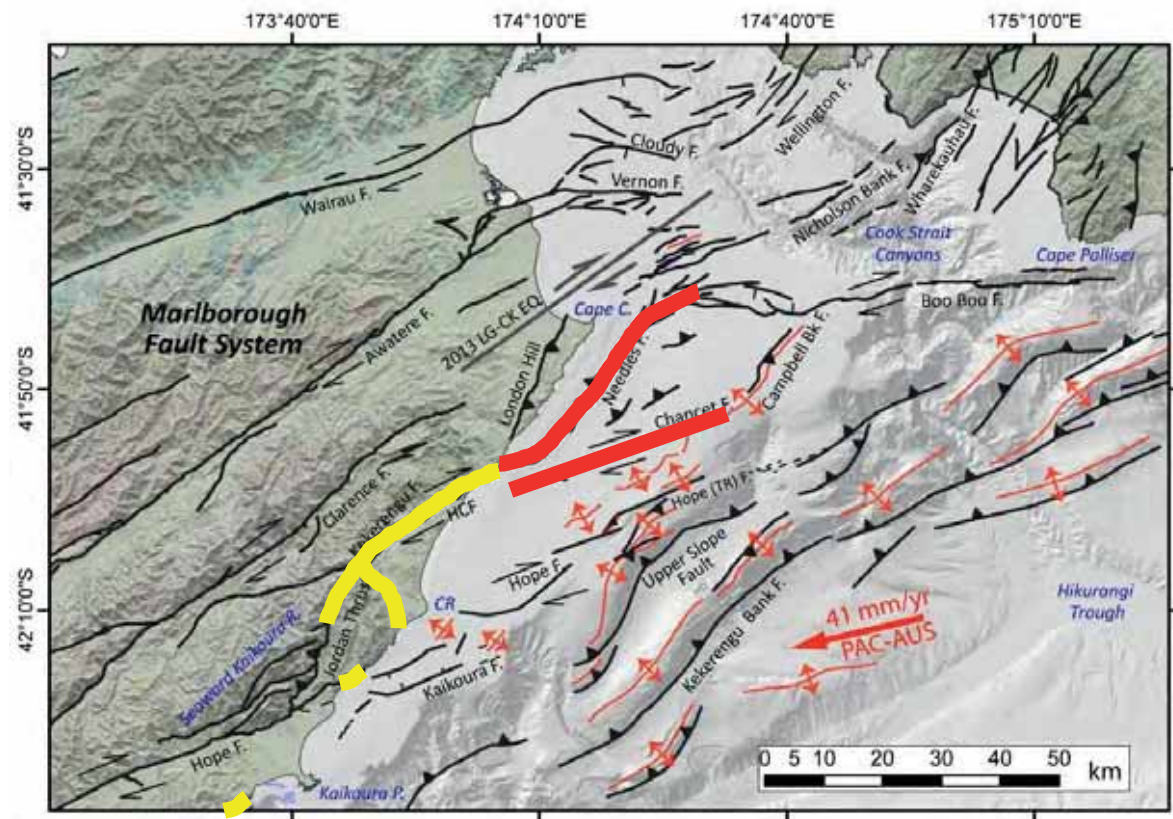 173°40'0"E
174°10'0"E
174°40'0"E
175°10'0"E
41°30'0"S
41°50'0"S
42°10'0"S
Wellington F.
Cloudy F.
Vernon F.
Wairau F.
Nicholson Bank F.
Wharekauhau F.
Cook Strait
Canyons
Cape Palliser
Marlborough
Fault System
Awatere F.
2013 LG-CK EQ
Cape C.
Boo Boo F.
London Hill
Needles F.
Campbell Bk F.
Chancet F.
Clarence F.
Kekerengu F.
HCF
Hope (TR) F.
Hope F.
Upper Slope
Fault
Hikurangi
Trough
CR
Jordan Thrust
Seaward Kaikoura R.
Kaikoura F.
Kekerengu Bank F.
41 mm/yr
PAC-AUS
Hope F.
Kaikoura P.
0 5 10 20 30 40 50
km